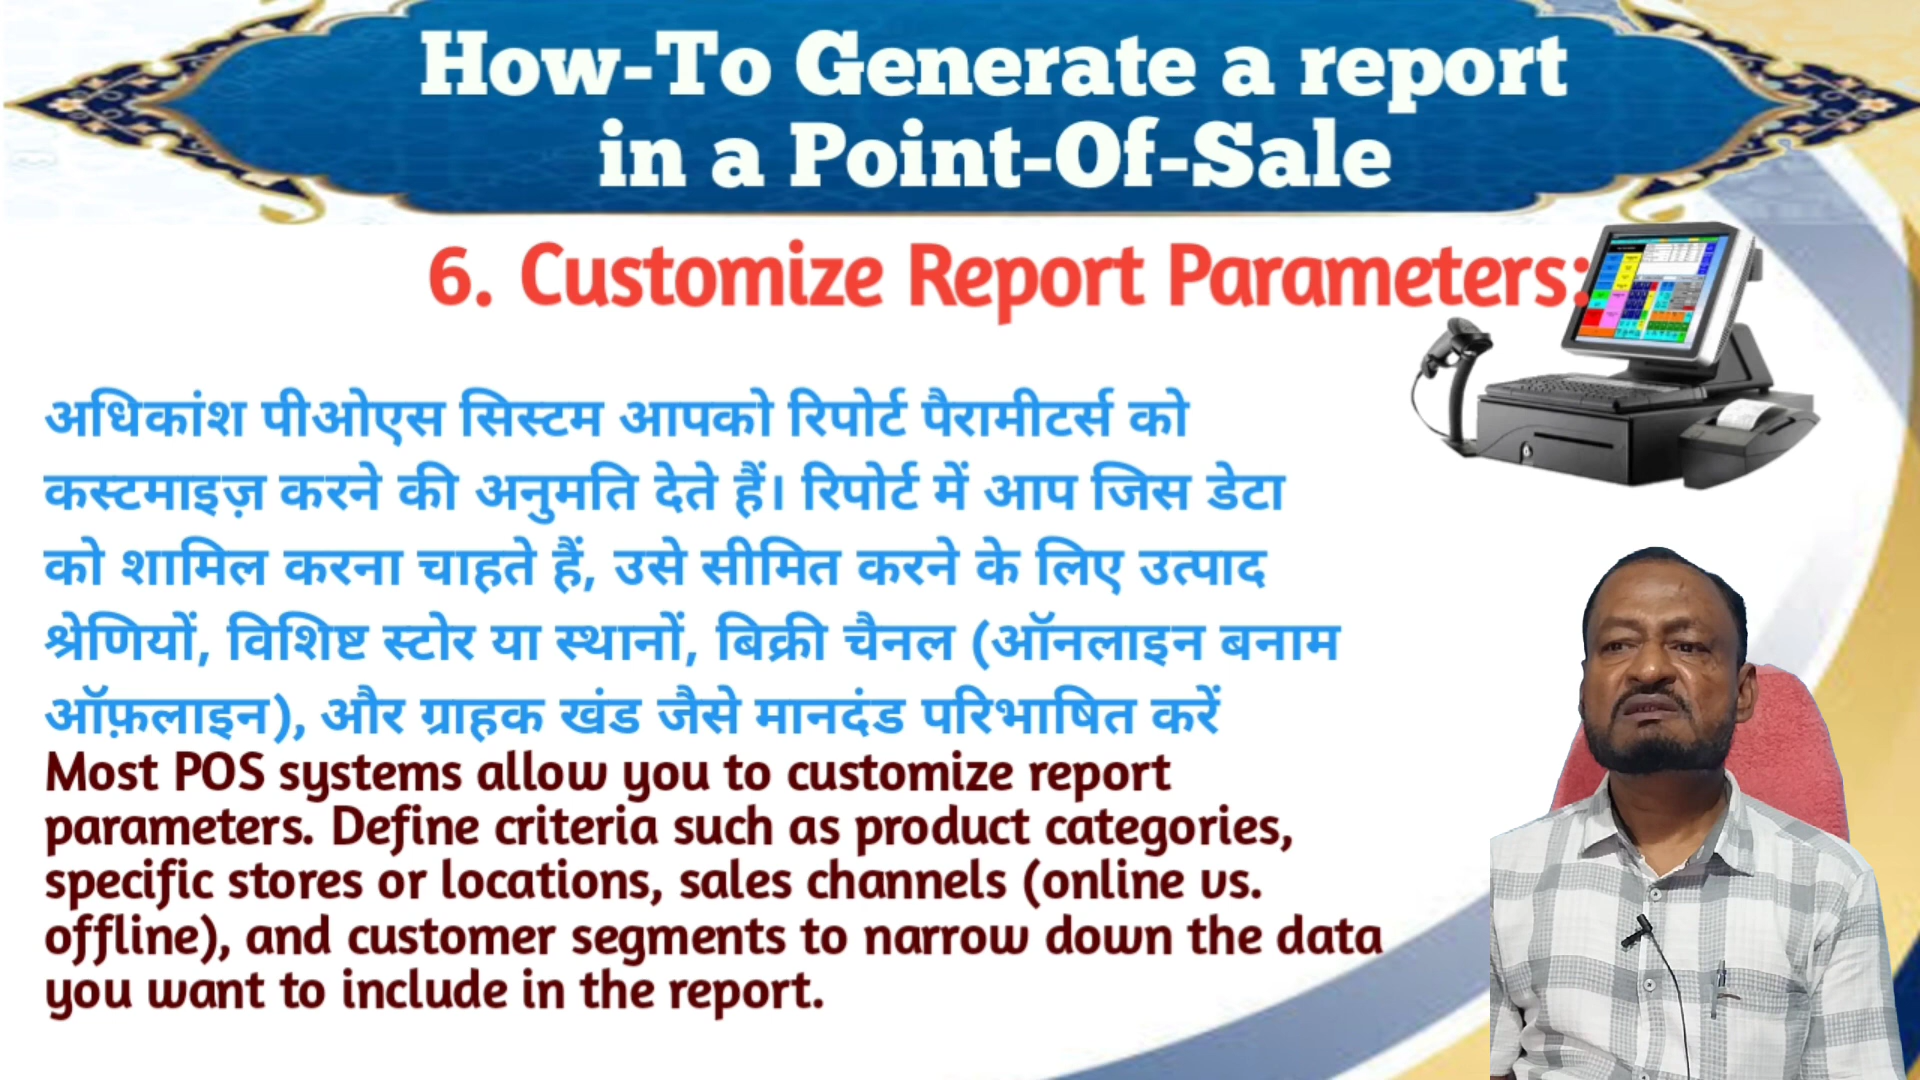 How-To Generate a report
in a Point-Of-Sale
6. Customize Report Parameters:
अधिकांश पीओएस सिस्टम आपको रिपोर्ट पैरामीटर्स को
कस्टमाइज़ करने की अनुमति देते हैं। रिपोर्ट में आप जिस डेटा
को शामिल करना चाहते हैं, उसे सीमित करने के लिए उत्पाद
श्रेणियों, विशिष्ट स्टोर या स्थानों, बिक्री चैनल (ऑनलाइन बनाम
ऑफ़लाइन), और ग्राहक खंड जैसे मानदंड परिभाषित करें
Most POS systems allow you to customize report
parameters. Define criteria such as product categories,
specific stores or locations, sales channels (online vs.
offline), and customer segments to narrow down the data
you want to include in the report.